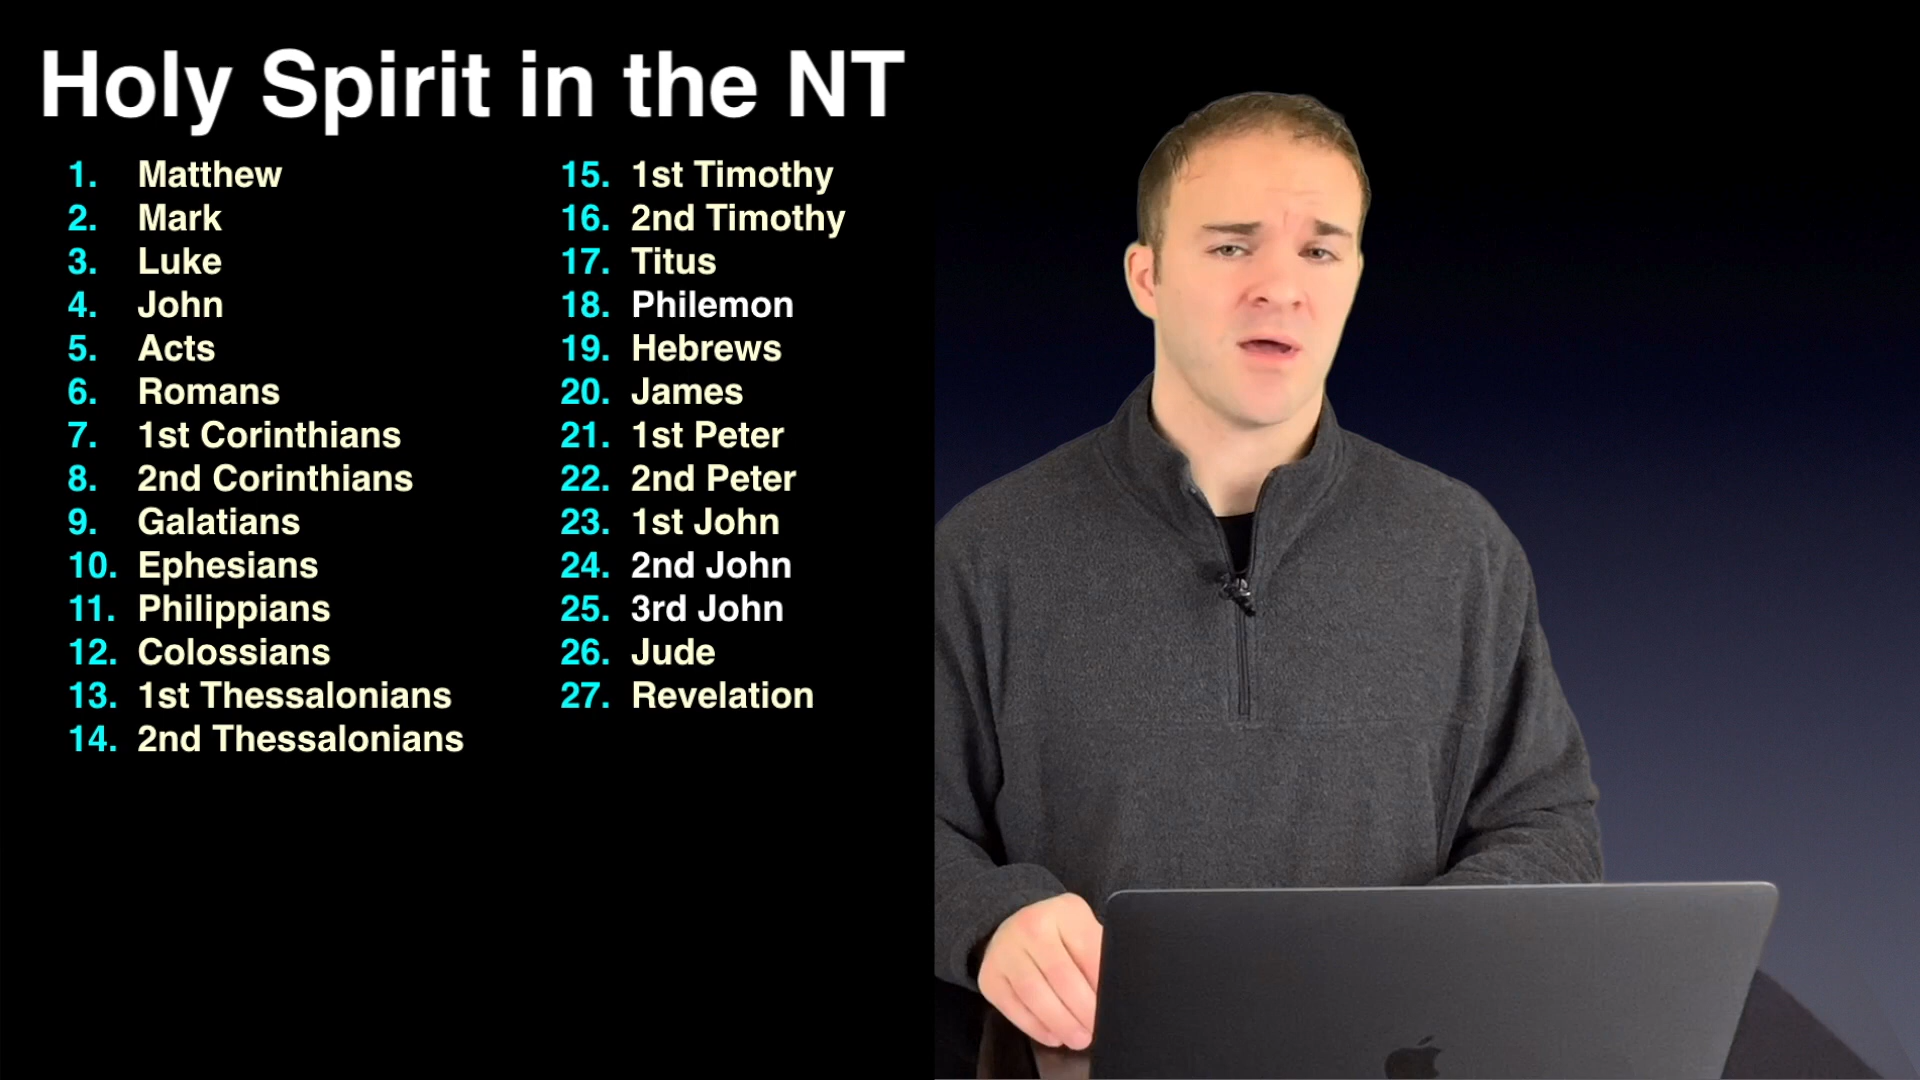 Holy Spirit in the NT
1. Matthew
2. Mark
3. Luke
4. John
5. Acts
6. Romans
7. 1st Corinthians
8. 2nd Corinthians
9. Galatians
10. Ephesians
11. Philippians
12. Colossians
13. 1st Thessalonians
14. 2nd Thessalonians
15. 1st Timothy
16. 2nd Timothy
17. Titus
18. Philemon
19. Hebrews
20. James
21. 1st Peter
22. 2nd Peter
23. 1st John
24. 2nd John
25. 3rd John
26. Jude
27. Revelation